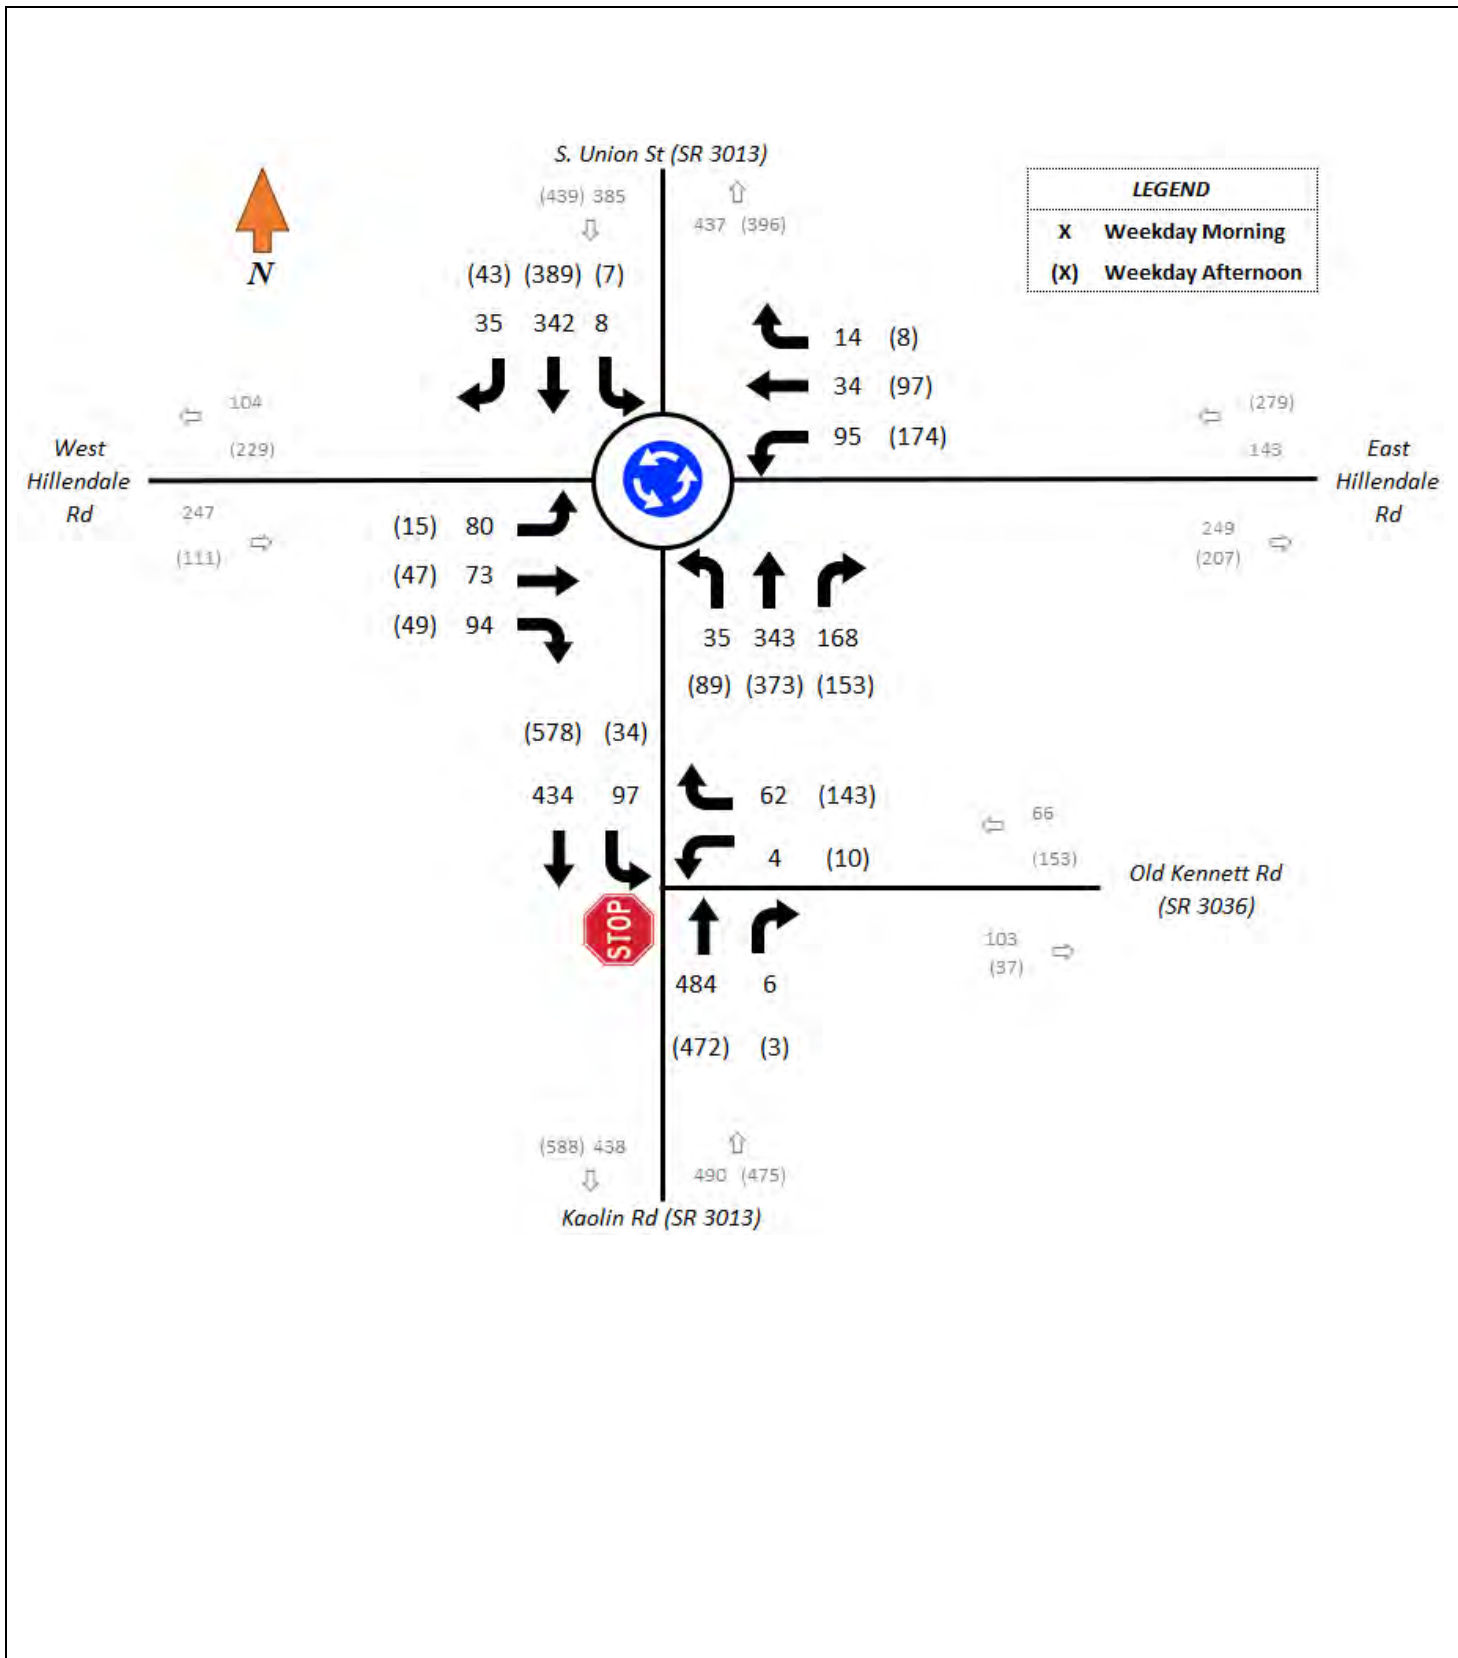 S. Union St (SR 3013)
(439) 385
437 (396)
LEGEND
X Weekday Morning
(X) Weekday Afternoon
N
(43) (389) (7)
35 342 8
14 (8)
34 (97)
95 (174)
104
(229)
(279)
143
West
Hillendale
Rd
East
Hillendale
Rd
247
(111)
249
(207)
(15) 80
(47) 73
(49) 94
35 343 168
(89) (373) (153)
(578) (34)
434 97
62 (143)
4 (10)
66
(153)
Old Kennett Rd
(SR 3036)
STOP
103
(37)
484 6
(472) (3)
(588) 438
490 (475)
Kaolin Rd (SR 3013)